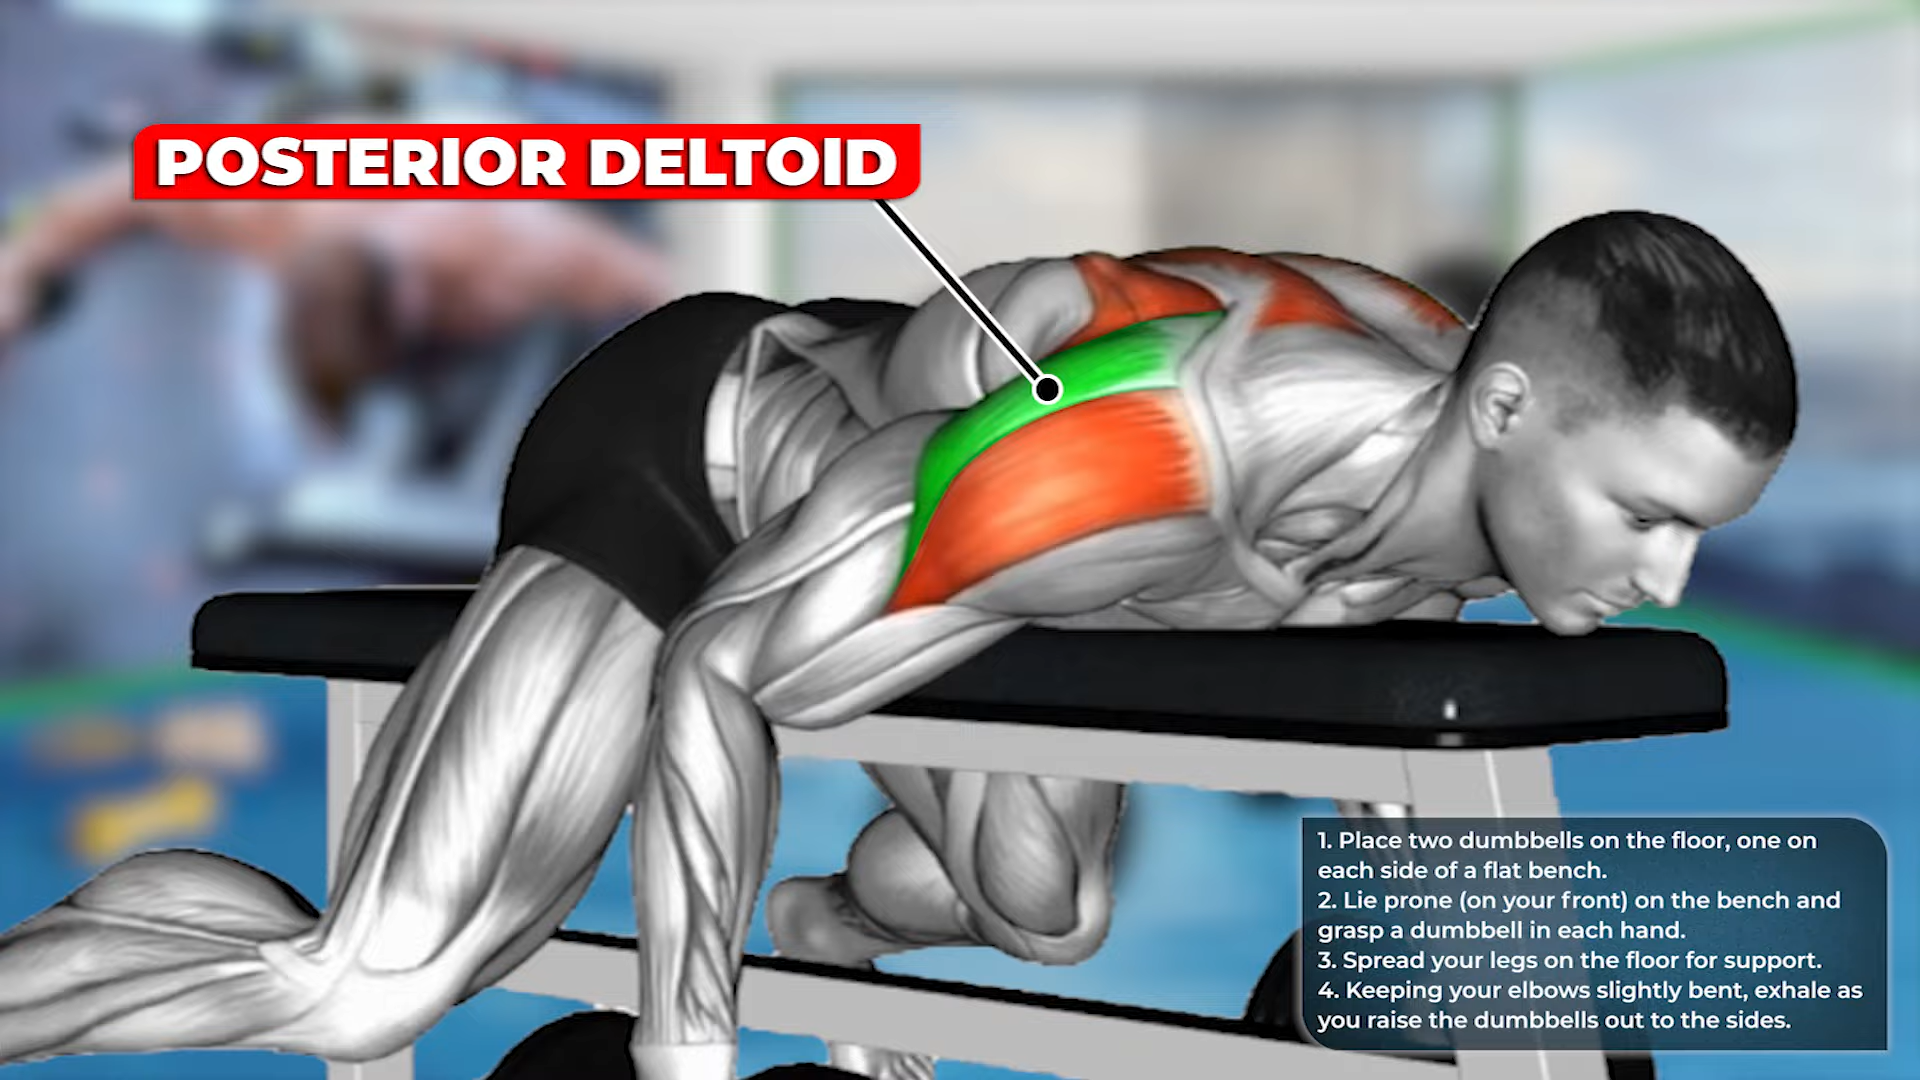 POSTERIOR DELTOID
1. Place two dumbbells on the floor, one on
each side of a flat bench.
2. Lie prone (on your front) on the bench and
grasp a dumbbell in each hand.
3. Spread your legs on the floor for support.
4. Keeping your elbows slightly bent, exhale as
you raise the dumbbells out to the sides.